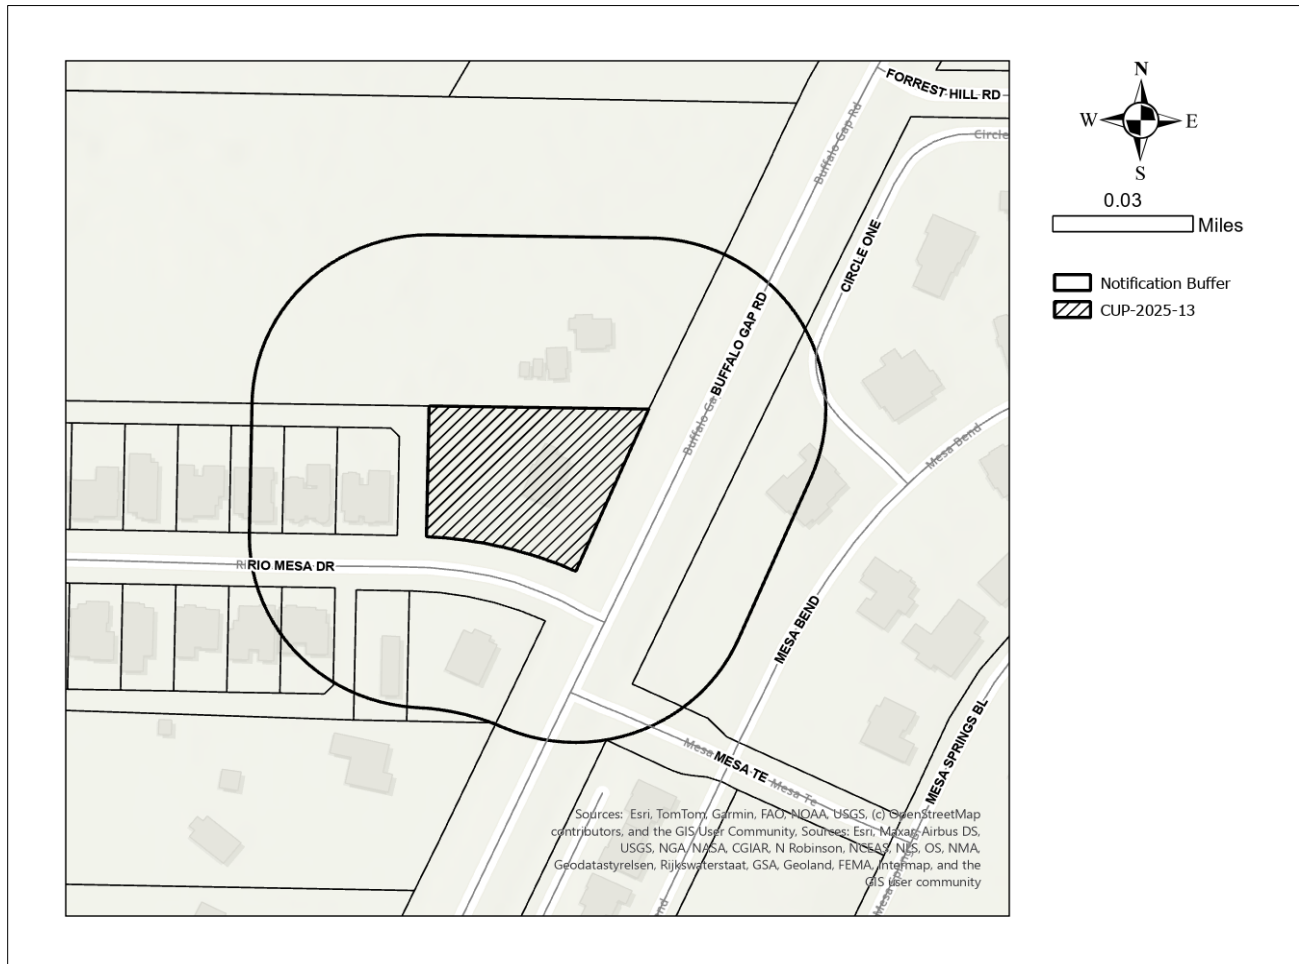 FORREST HILL RD
Buffalo Gap Rd
Circle
CIRCLE ONE
BUFFALO GAP RD
Buffalo Ga
Mesa Bend
RIO MESA DR
MESA BEND
MESA SPRINGS BL
Mesa
MESA TE
Mesa Te
Sources: Esri, TomTom, Garmin, FAO, NOAA, USGS, (c) OpenStreetMap
contributors, and the GIS User Community, Sources: Esri, Maxar, Airbus DS,
USGS, NGA, NASA, CGIAR, N Robinson, NCEAS, NLS, OS, NMA,
Geodatastyrelsen, Rijkswaterstaat, GSA, Geoland, FEMA, Intermap, and the
GIS user community
N
W
E
S
0.03
Miles
Notification Buffer
CUP-2025-13